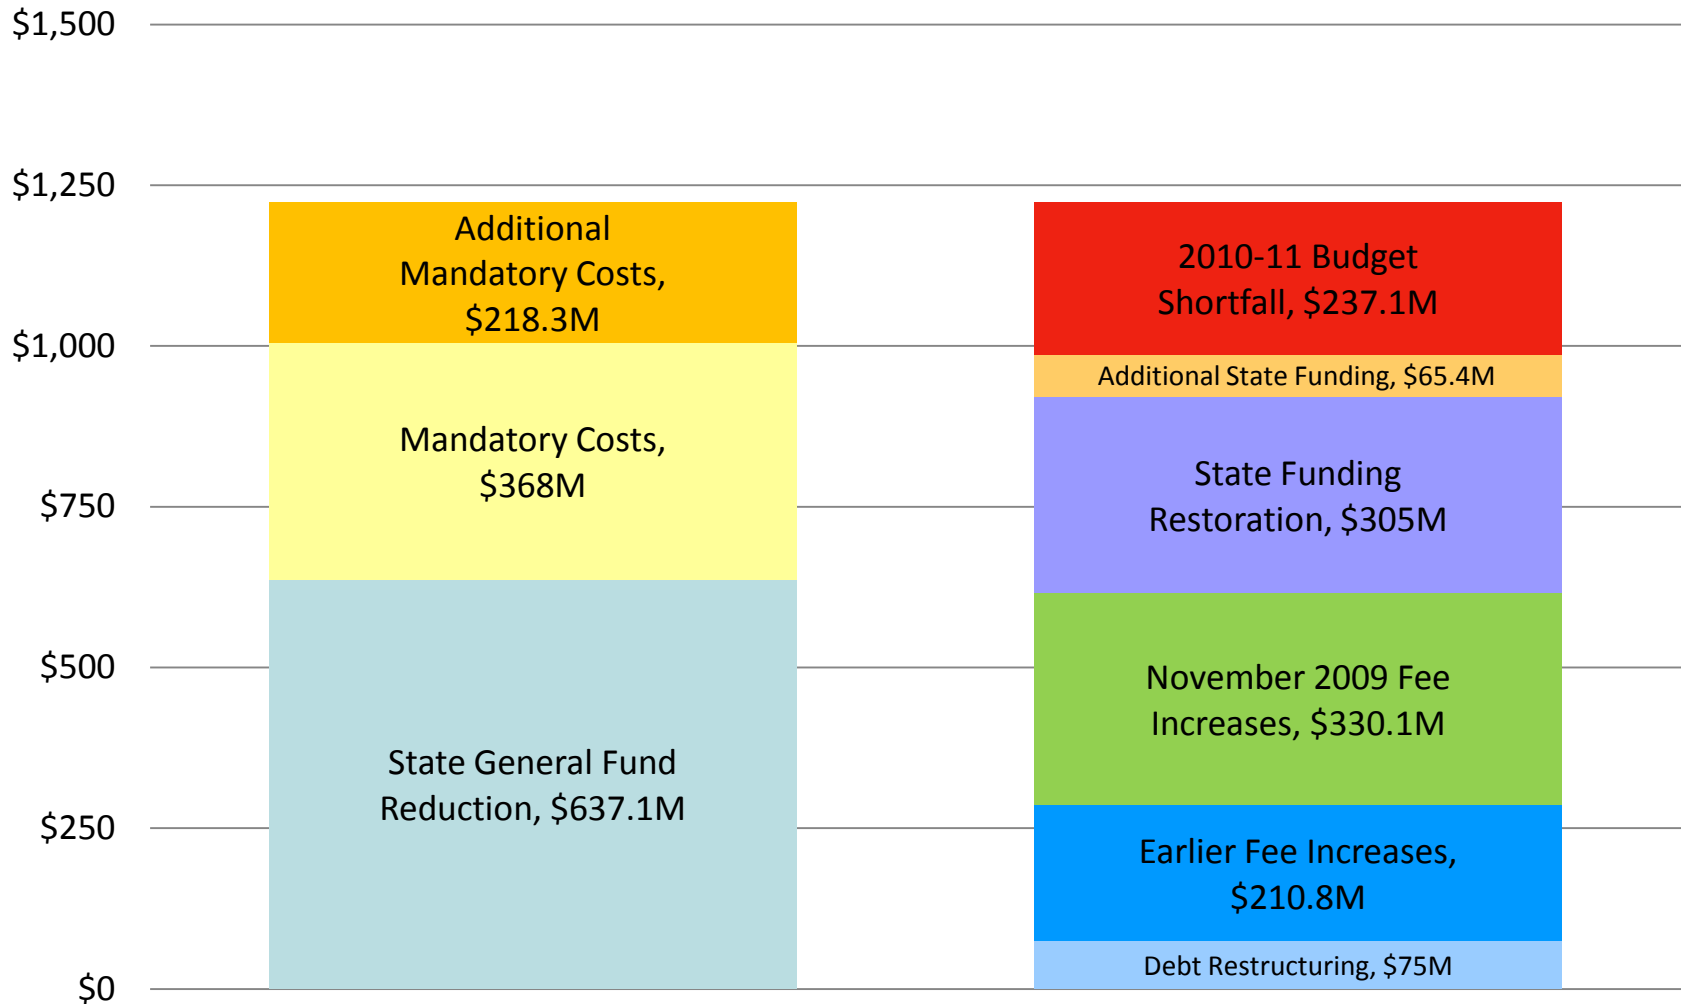 $1,500
$1,250
$1,000
$750
$500
$250
$0
Additional
Mandatory Costs,
$218.3M
Mandatory Costs,
$368M
State General Fund
Reduction, $637.1M
2010-11 Budget
Shortfall, $237.1M
Additional State Funding, $65.4M
State Funding
Restoration, $305M
November 2009 Fee
Increases, $330.1M
Earlier Fee Increases,
$210.8M
Debt Restructuring, $75M